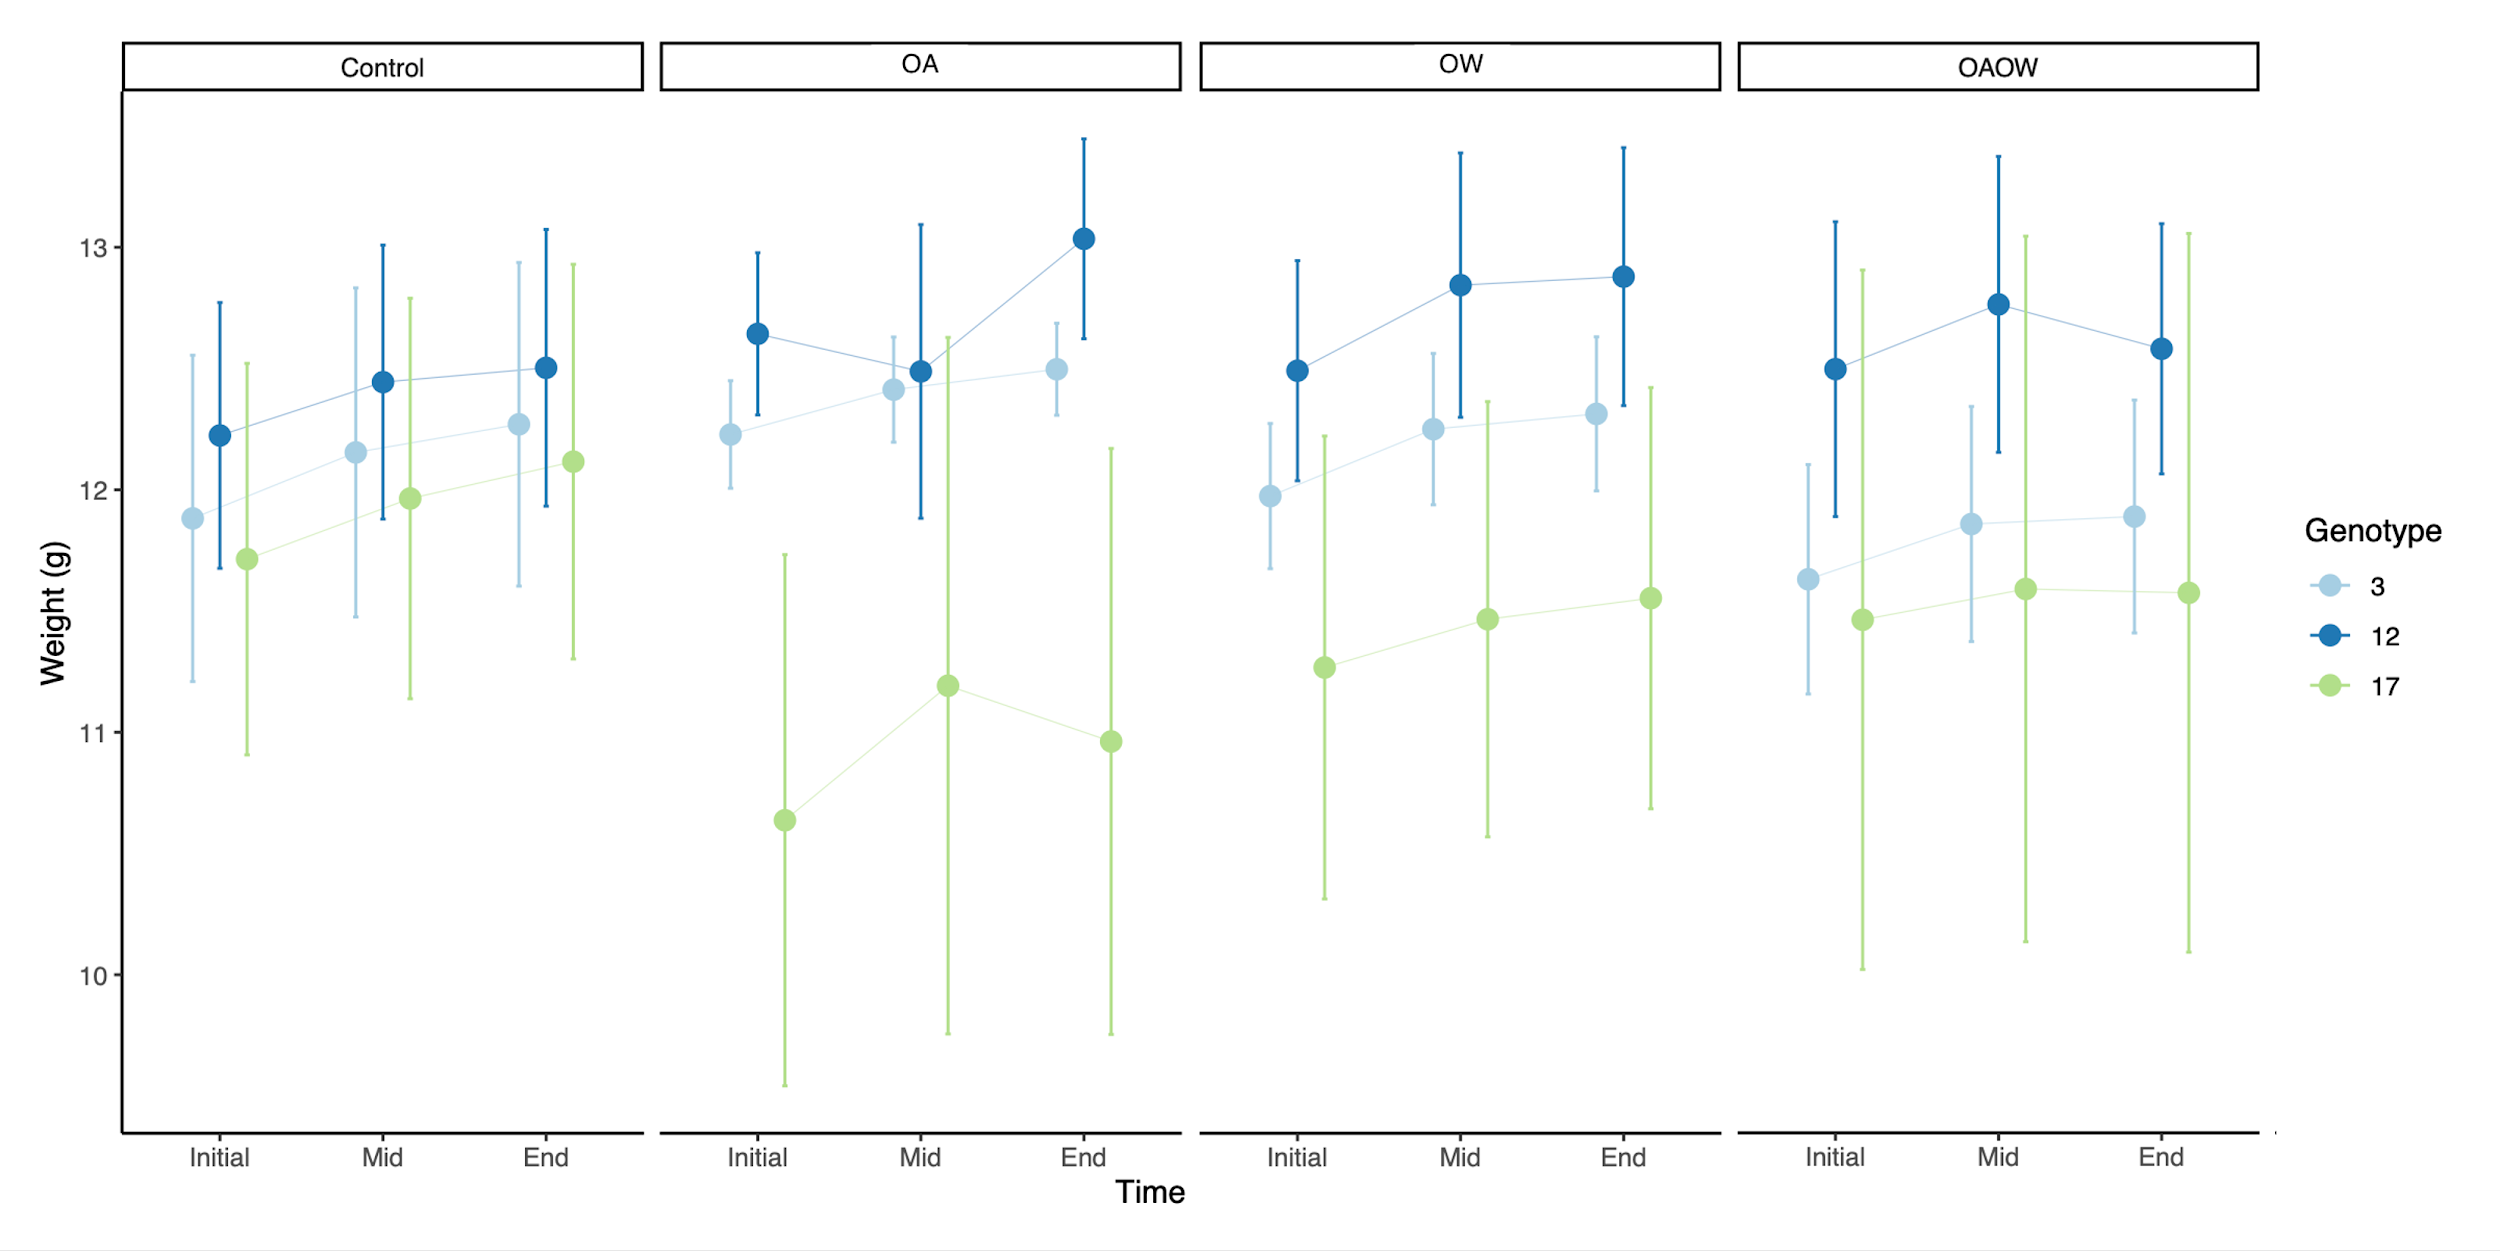 Control
OA
OW
OAOW
13
12
11
10
Weight (g)
Initial Mid End
Initial Mid End
Initial Mid End
Initial Mid End
Time
Genotype
3
12
17